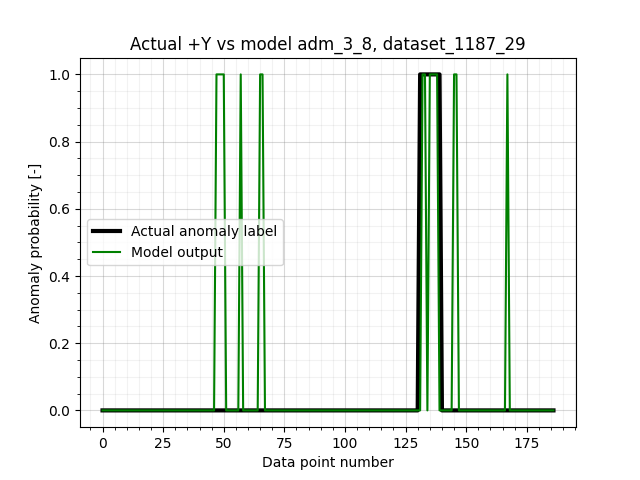 Actual +Y vs model adm_3_8, dataset_1187_29
Anomaly probability [-]
1.0
0.8
0.6
0.4
0.2
0.0
Actual anomaly label
Model output
0 25 50 75 100 125 150 175
Data point number